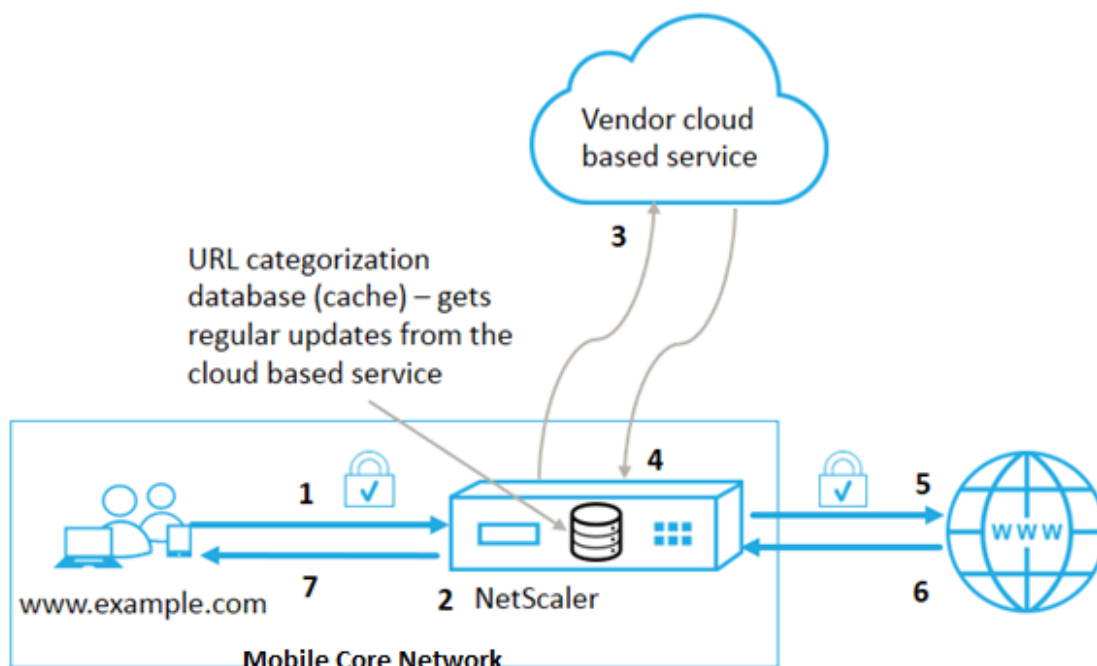 Vendor cloud
based service
3
URL categorization
database (cache) – gets
regular updates from the
cloud based service
4
1
5
www
7
2 NetScaler
6
www.example.com
Mobile Core Network